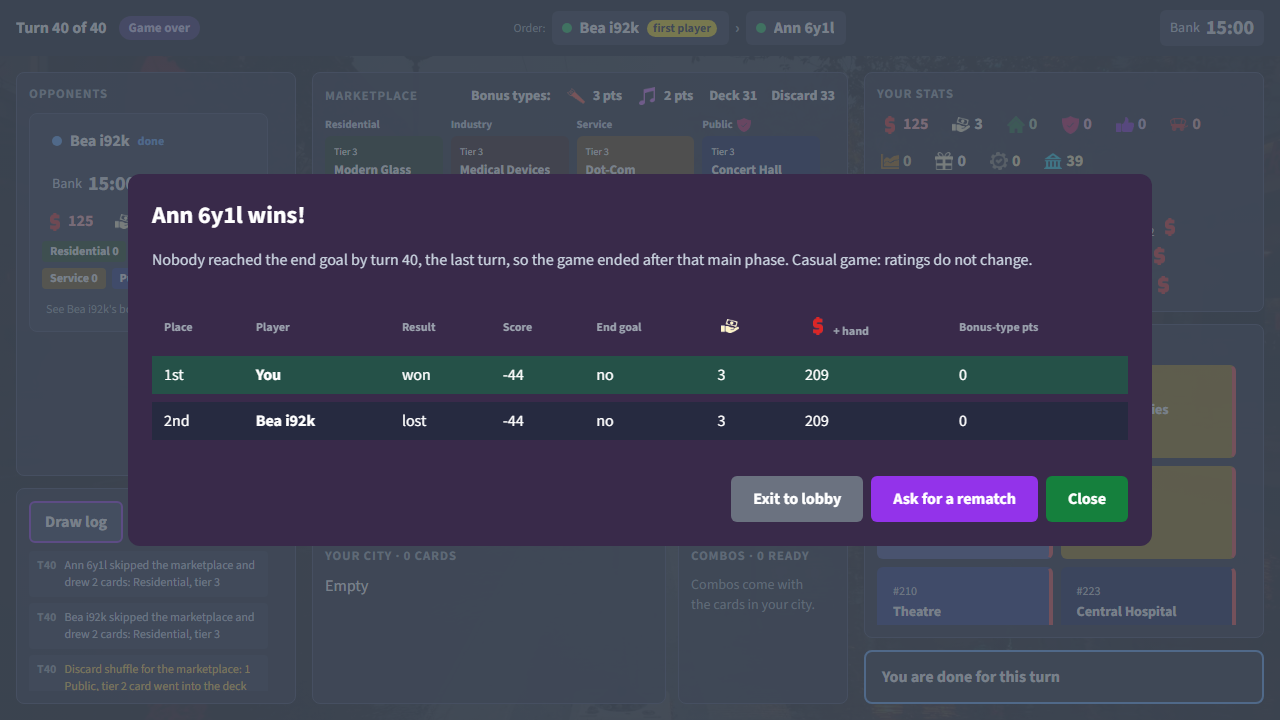 Turn 40 of 40 Game over Order: Bea i92k first player › Ann 6y1l Bank 15:00
OPPONENTS
Bea i92k done
Bank 15:00
125
Residential 0
Service 0
See Bea i92k's
Draw log
T40 Ann 6y1l skipped the marketplace and
drew 2 cards: Residential, tier 3
T40 Bea i92k skipped the marketplace and
drew 2 cards: Residential, tier 3
T40 Discard shuffle for the marketplace: 1
Public, tier 2 card went into the deck
MARKETPLACE Bonus types: 3 pts 2 pts Deck 31 Discard 33
Residential Industry Service Public
Tier 3 Tier 3 Tier 3 Tier 3
Modern Glass Medical Devices Dot-Com Concert Hall
YOUR STATS
125 3 0 0 0 0
0 0 0 39
Ann 6y1l wins!
Nobody reached the end goal by turn 40, the last turn, so the game ended after that main phase. Casual game: ratings do not change.
Place Player Result Score End goal + hand Bonus-type pts
1st You won -44 no 3 209 0
2nd Bea i92k lost -44 no 3 209 0
Exit to lobby Ask for a rematch Close
YOUR CITY · 0 CARDS
Empty
COMBOS · 0 READY
Combos come with
the cards in your city.
#210 #223
Theatre Central Hospital
You are done for this turn